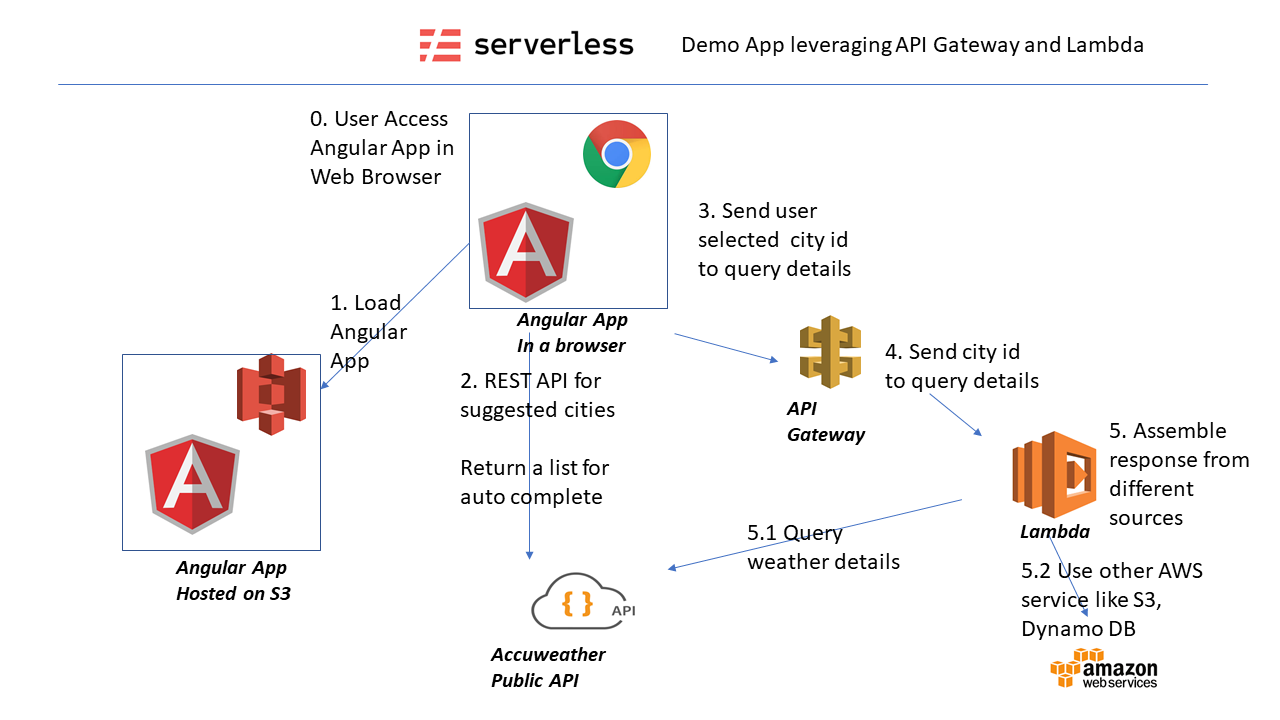 serverless
Demo App leveraging API Gateway and Lambda
0. User Access
Angular App in
Web Browser
3. Send user
selected  city id
to query details
1. Load
Angular
App
Angular App
In a browser
2. REST API for
suggested cities
Return a list for
auto complete
4. Send city id
to query details
API
Gateway
5. Assemble
response from
different
sources
Lambda
5.1 Query
weather details
5.2 Use other AWS
service like S3,
Dynamo DB
Angular App
Hosted on S3
{ } API
Accuweather
Public API
amazon
web services